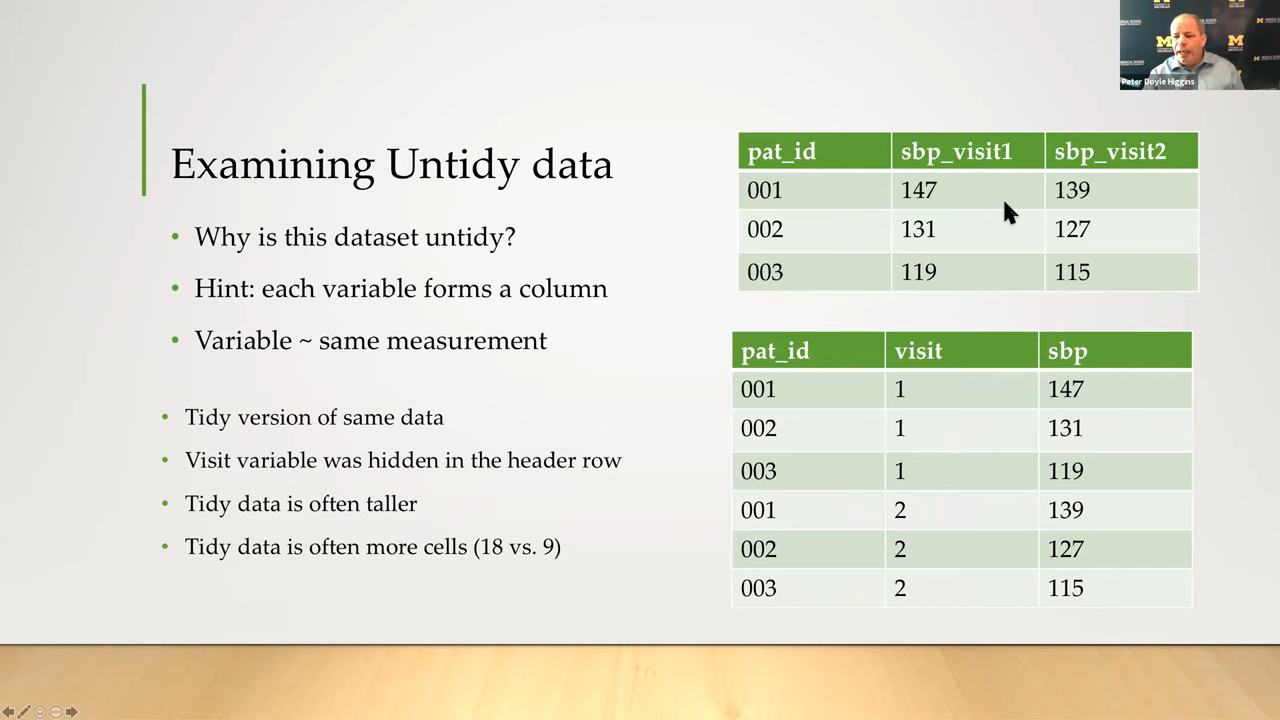 Peter Doyle Higgins
Examining Untidy data
• Why is this dataset untidy?
• Hint: each variable forms a column
• Variable ~ same measurement
• Tidy version of same data
• Visit variable was hidden in the header row
• Tidy data is often taller
• Tidy data is often more cells (18 vs. 9)
pat_id sbp_visit1 sbp_visit2
001 147 139
002 131 127
003 119 115
pat_id visit sbp
001 1 147
002 1 131
003 1 119
001 2 139
002 2 127
003 2 115